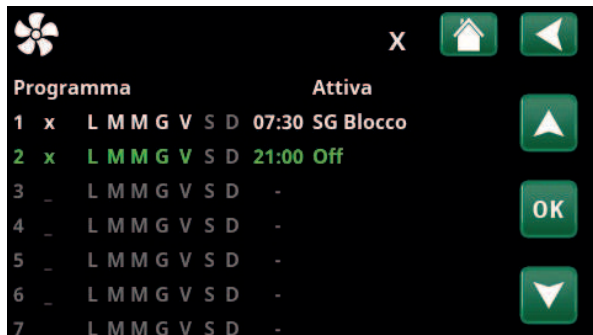 X
Programma Attiva
1 x L M M G V S D 07:30 SG Blocco
2 x L M M G V S D 21:00 Off
3 _ L M M G V S D -
4 _ L M M G V S D -
OK
5 _ L M M G V S D -
6 _ L M M G V S D -
7 L M M G V S D